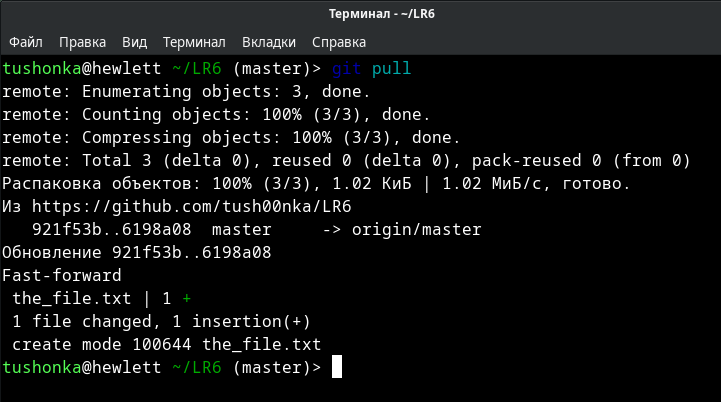 Терминал - ~/LR6
Файл Правка Вид Терминал Вкладки Справка
tushonka@hewlett ~/LR6 (master)> git pull
remote: Enumerating objects: 3, done.
remote: Counting objects: 100% (3/3), done.
remote: Compressing objects: 100% (3/3), done.
remote: Total 3 (delta 0), reused 0 (delta 0), pack-reused 0 (from 0)
Распаковка объектов: 100% (3/3), 1.02 КиБ | 1.02 МиБ/с, готово.
Из https://github.com/tush00nka/LR6
   921f53b..6198a08  master     -> origin/master
Обновление 921f53b..6198a08
Fast-forward
 the_file.txt | 1 +
 1 file changed, 1 insertion(+)
 create mode 100644 the_file.txt
tushonka@hewlett ~/LR6 (master)>